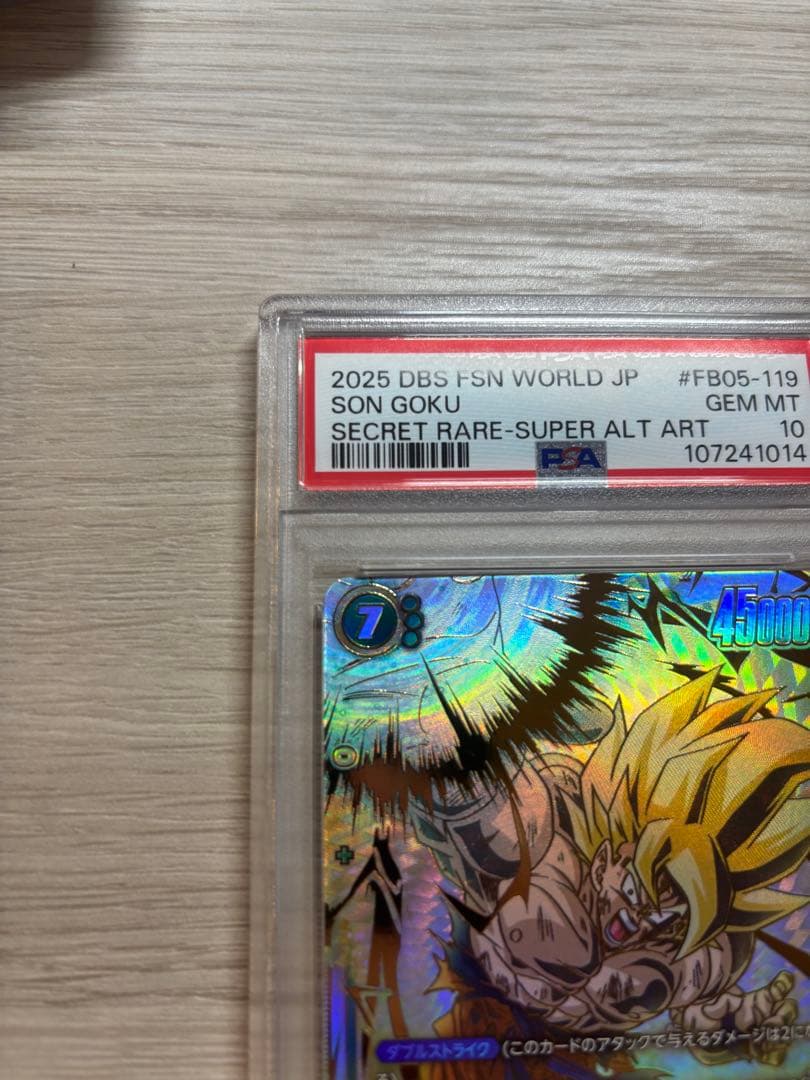 2025 DBS FSN WORLD JP #FB05-119
SON GOKU GEM MT
SECRET RARE-SUPER ALT ART 10
PSA 107241014
7 45000
ダブルストライク (このカードのアタックで与えるダメージは2にな
る)